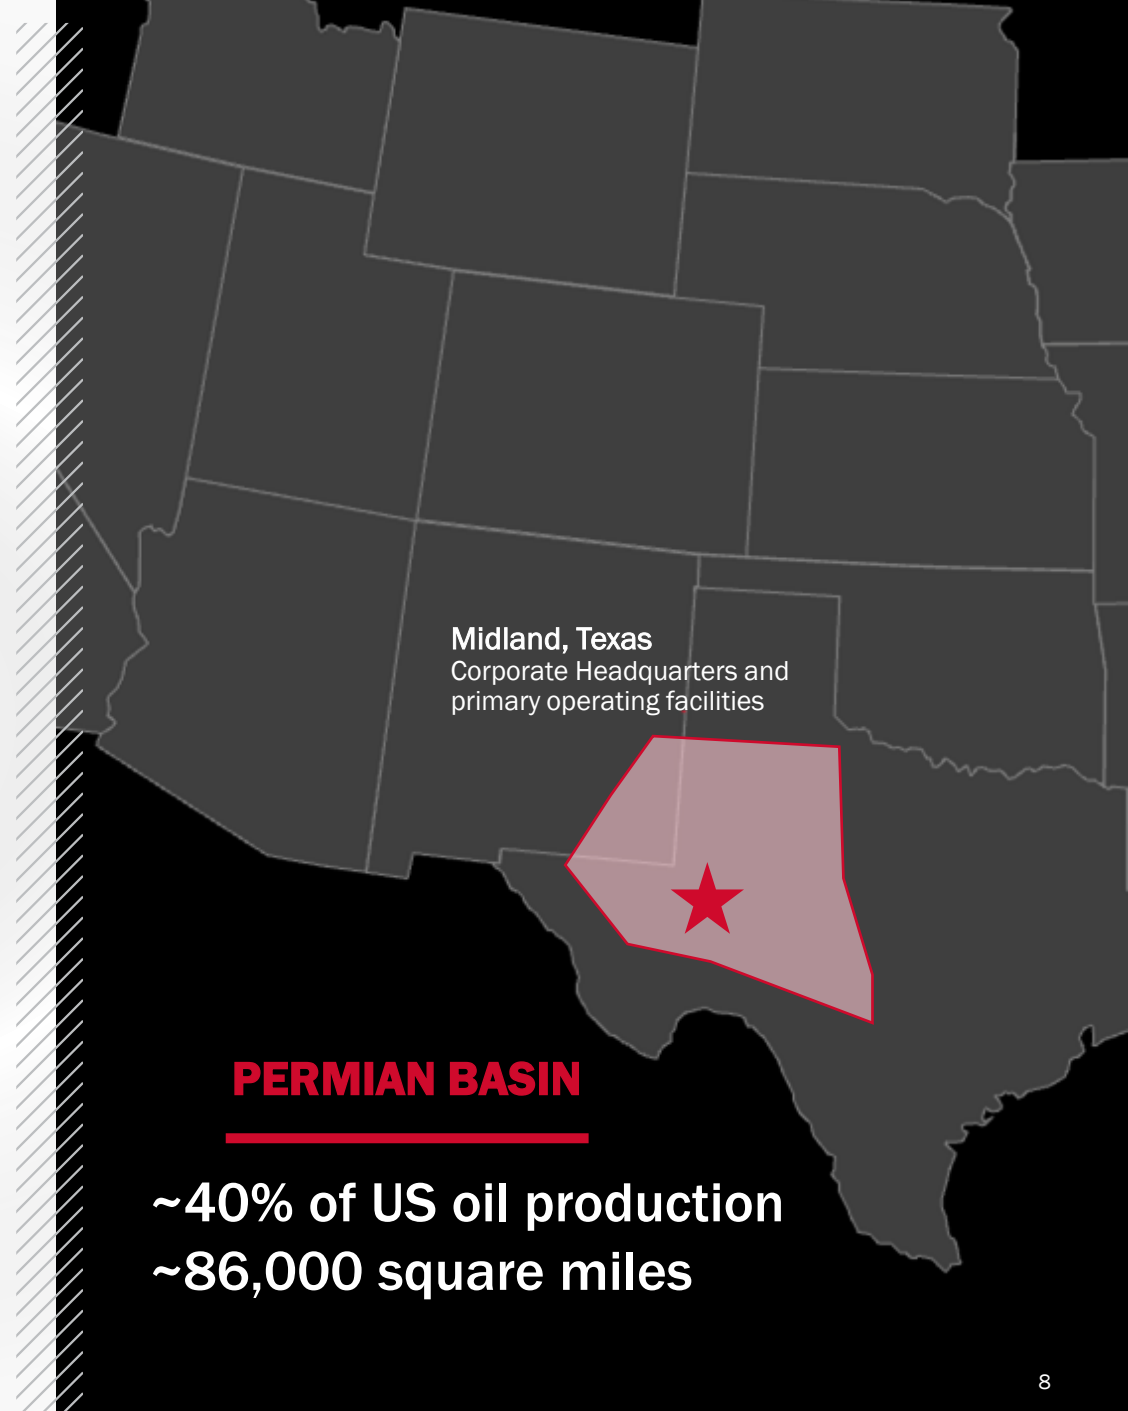 Midland, Texas
Corporate Headquarters and
primary operating facilities
PERMIAN BASIN
~40% of US oil production
~86,000 square miles
8